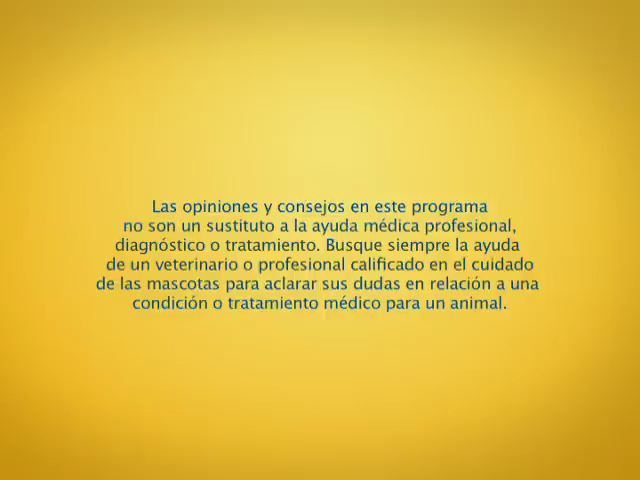 Las opiniones y consejos en este programa
no son un sustituto a la ayuda médica profesional,
diagnóstico o tratamiento. Busque siempre la ayuda
de un veterinario o profesional calificado en el cuidado
de las mascotas para aclarar sus dudas en relación a una
condición o tratamiento médico para un animal.